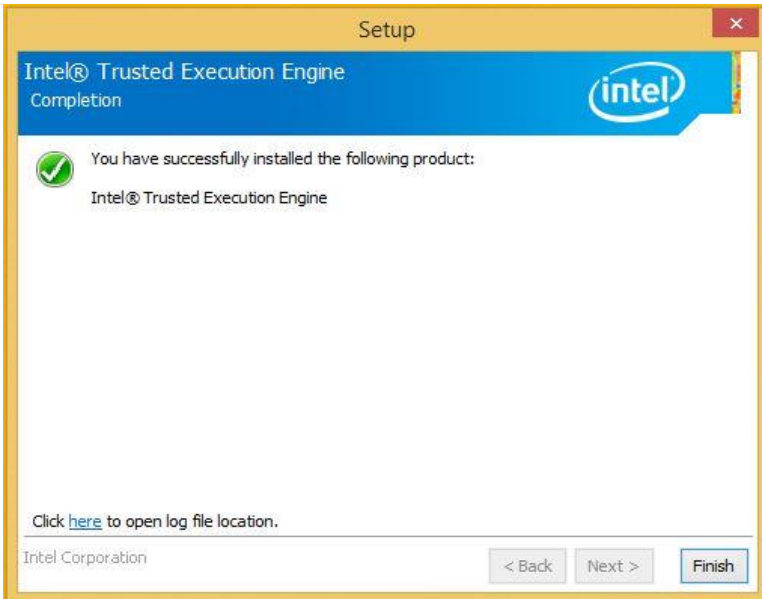 Setup
Intel® Trusted Execution Engine
Completion
intel
You have successfully installed the following product:
Intel® Trusted Execution Engine
Click here to open log file location.
Intel Corporation
< Back Next > Finish